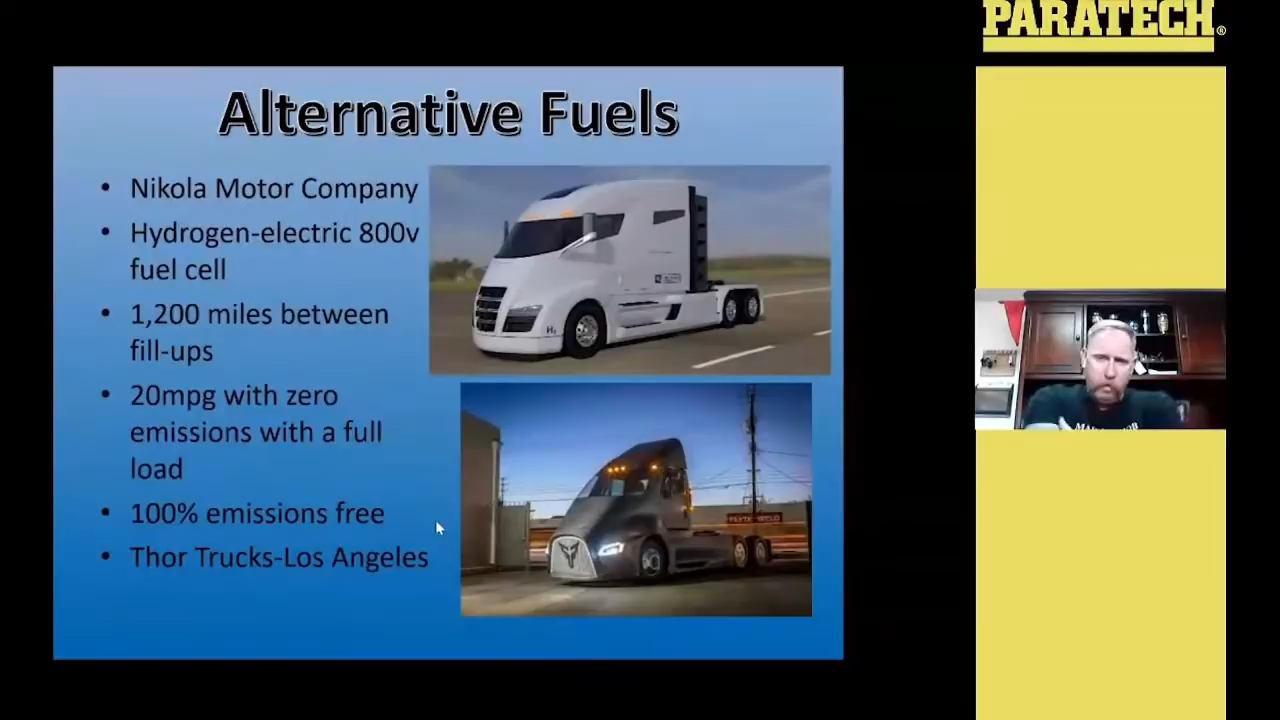 PARATECH®
Alternative Fuels
• Nikola Motor Company
• Hydrogen-electric 800v
fuel cell
• 1,200 miles between
fill-ups
• 20mpg with zero
emissions with a full
load
• 100% emissions free
• Thor Trucks-Los Angeles
H₂